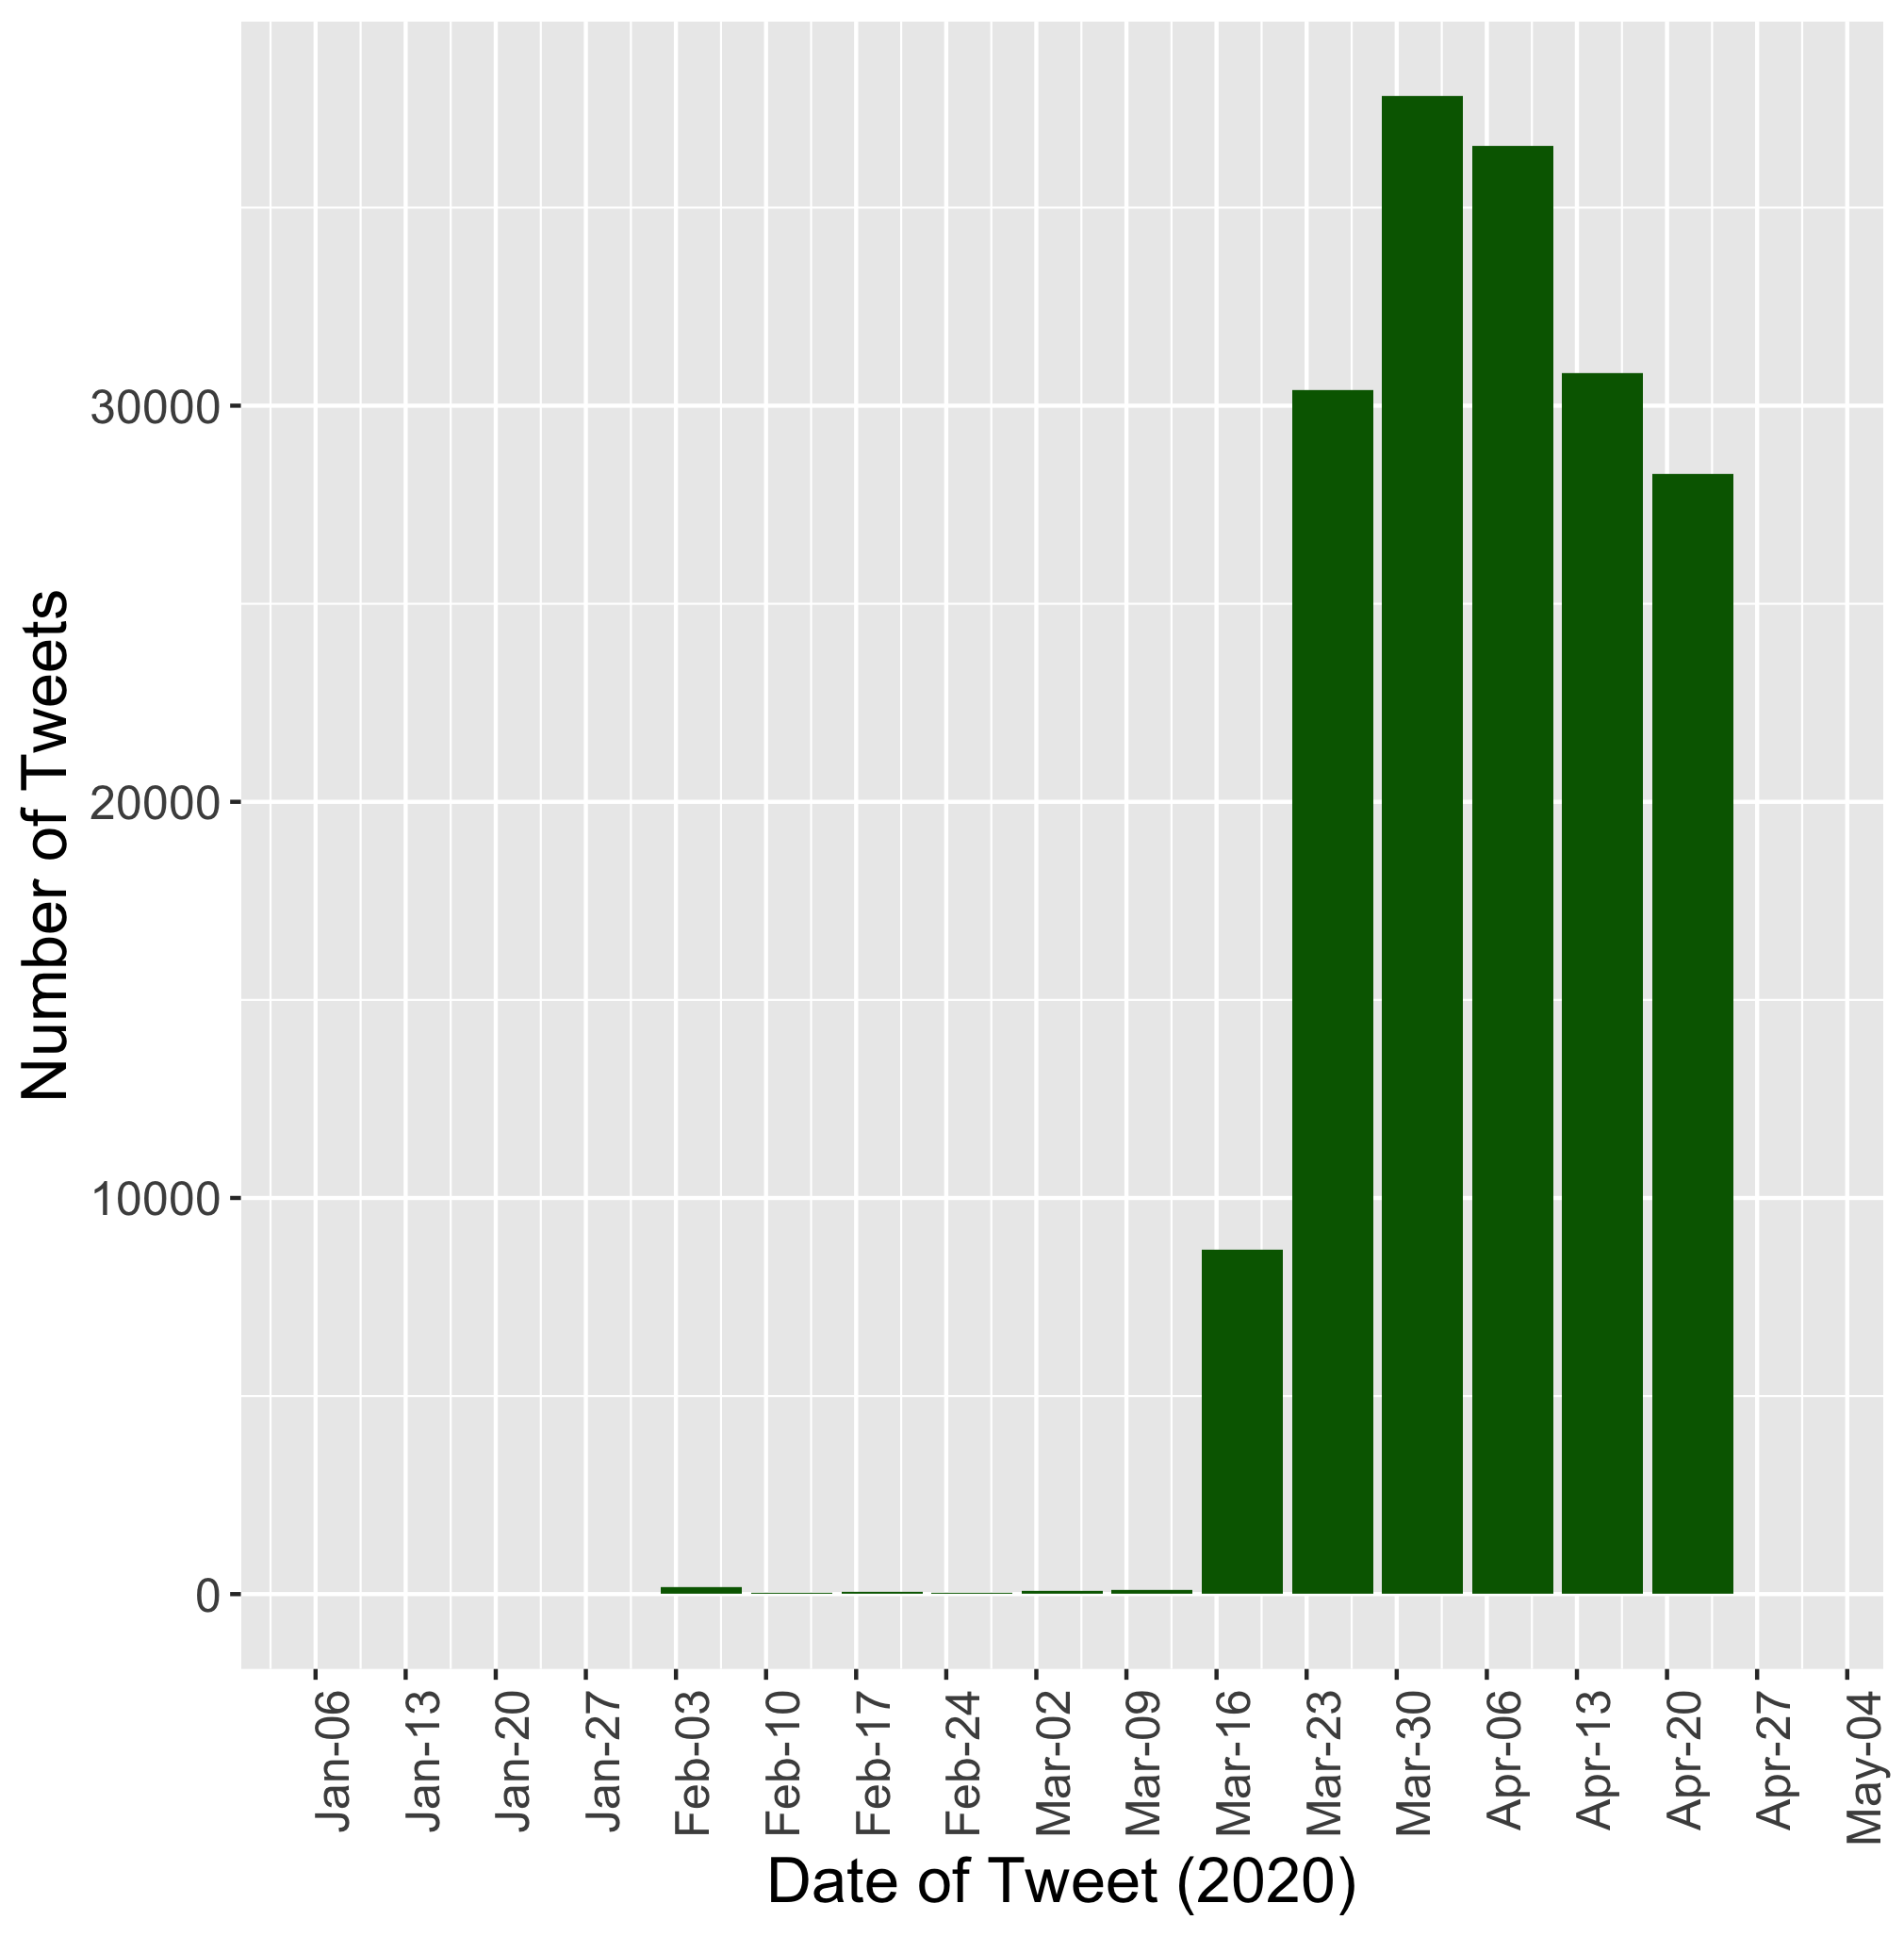 Number of Tweets
30000
20000
10000
0
Jan-06
Jan-13
Jan-20
Jan-27
Feb-03
Feb-10
Feb-17
Feb-24
Mar-02
Mar-09
Mar-16
Mar-23
Mar-30
Apr-06
Apr-13
Apr-20
Apr-27
May-04
Date of Tweet (2020)